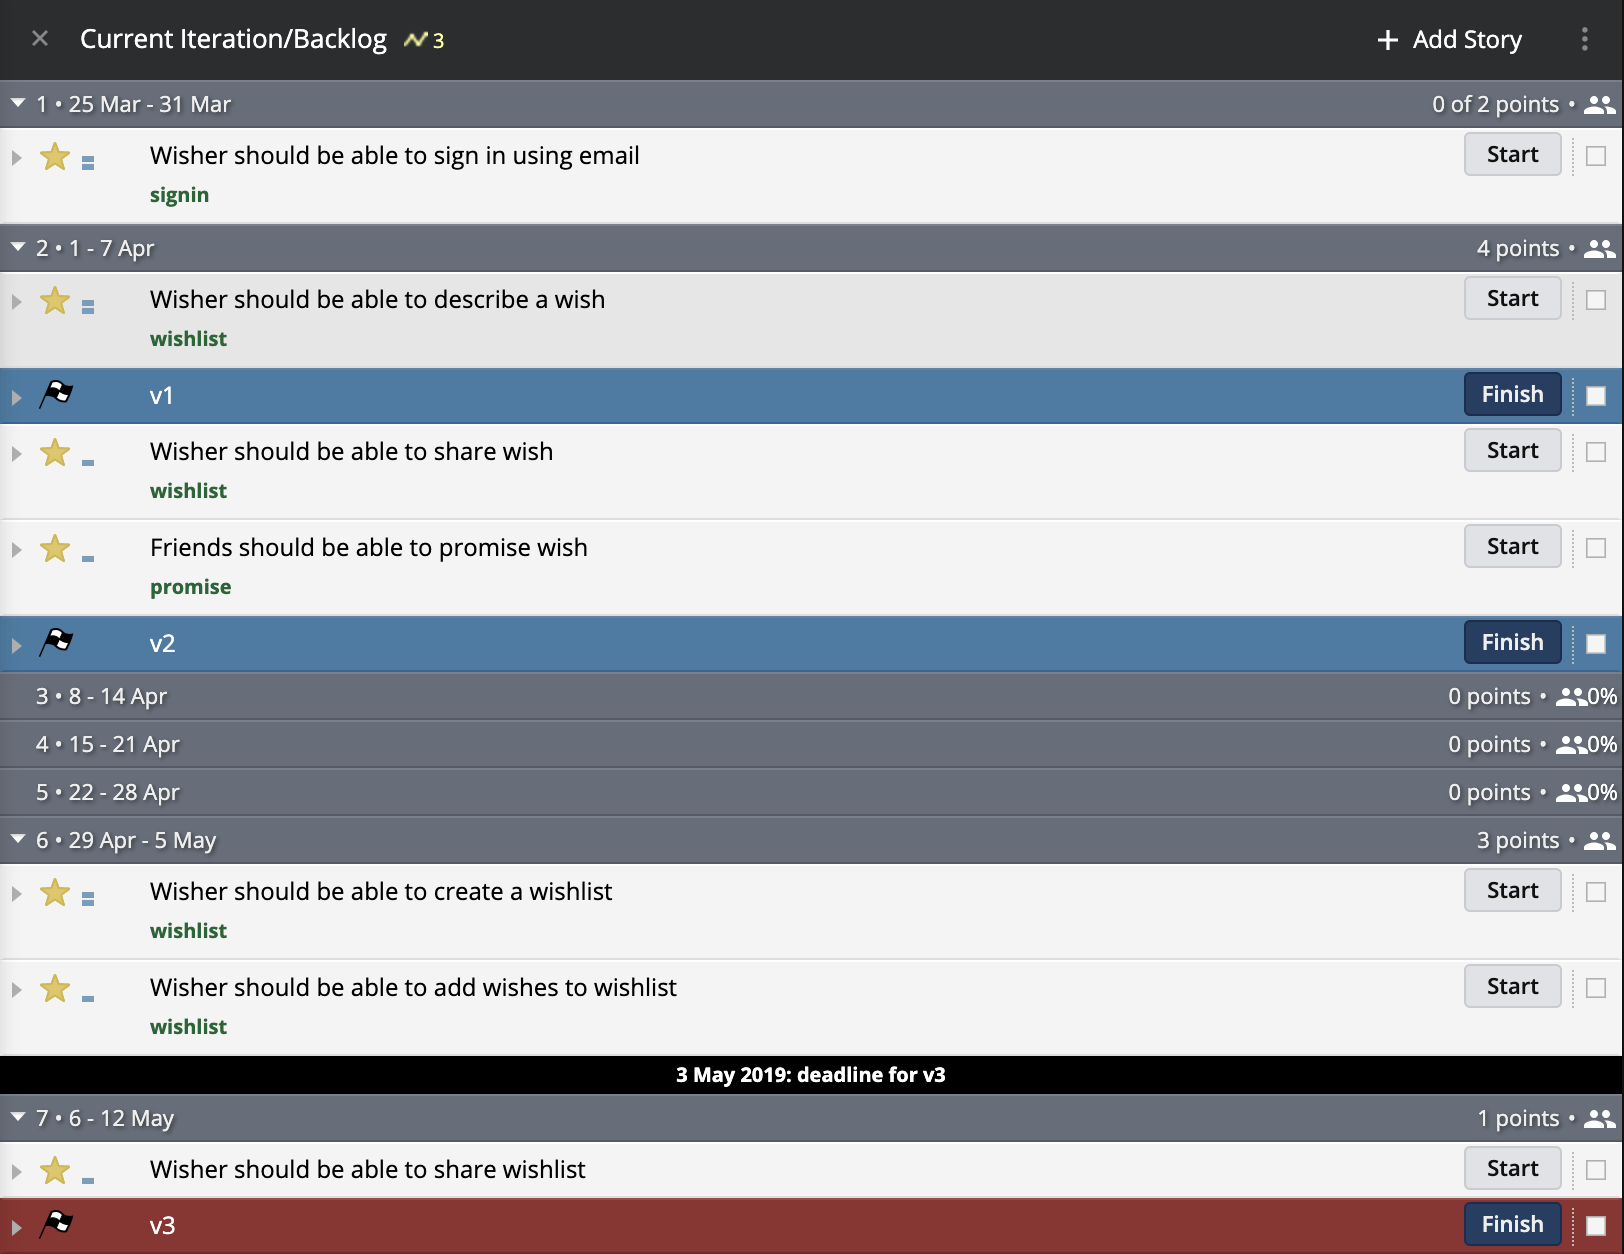 Current Iteration/Backlog 3 + Add Story
1 • 25 Mar - 31 Mar 0 of 2 points •
Wisher should be able to sign in using email Start
signin
2 • 1 - 7 Apr 4 points •
Wisher should be able to describe a wish Start
wishlist
v1 Finish
Wisher should be able to share wish Start
wishlist
Friends should be able to promise wish Start
promise
v2 Finish
3 • 8 - 14 Apr 0 points • 0%
4 • 15 - 21 Apr 0 points • 0%
5 • 22 - 28 Apr 0 points • 0%
6 • 29 Apr - 5 May 3 points •
Wisher should be able to create a wishlist Start
wishlist
Wisher should be able to add wishes to wishlist Start
wishlist
3 May 2019: deadline for v3
7 • 6 - 12 May 1 points •
Wisher should be able to share wishlist Start
v3 Finish